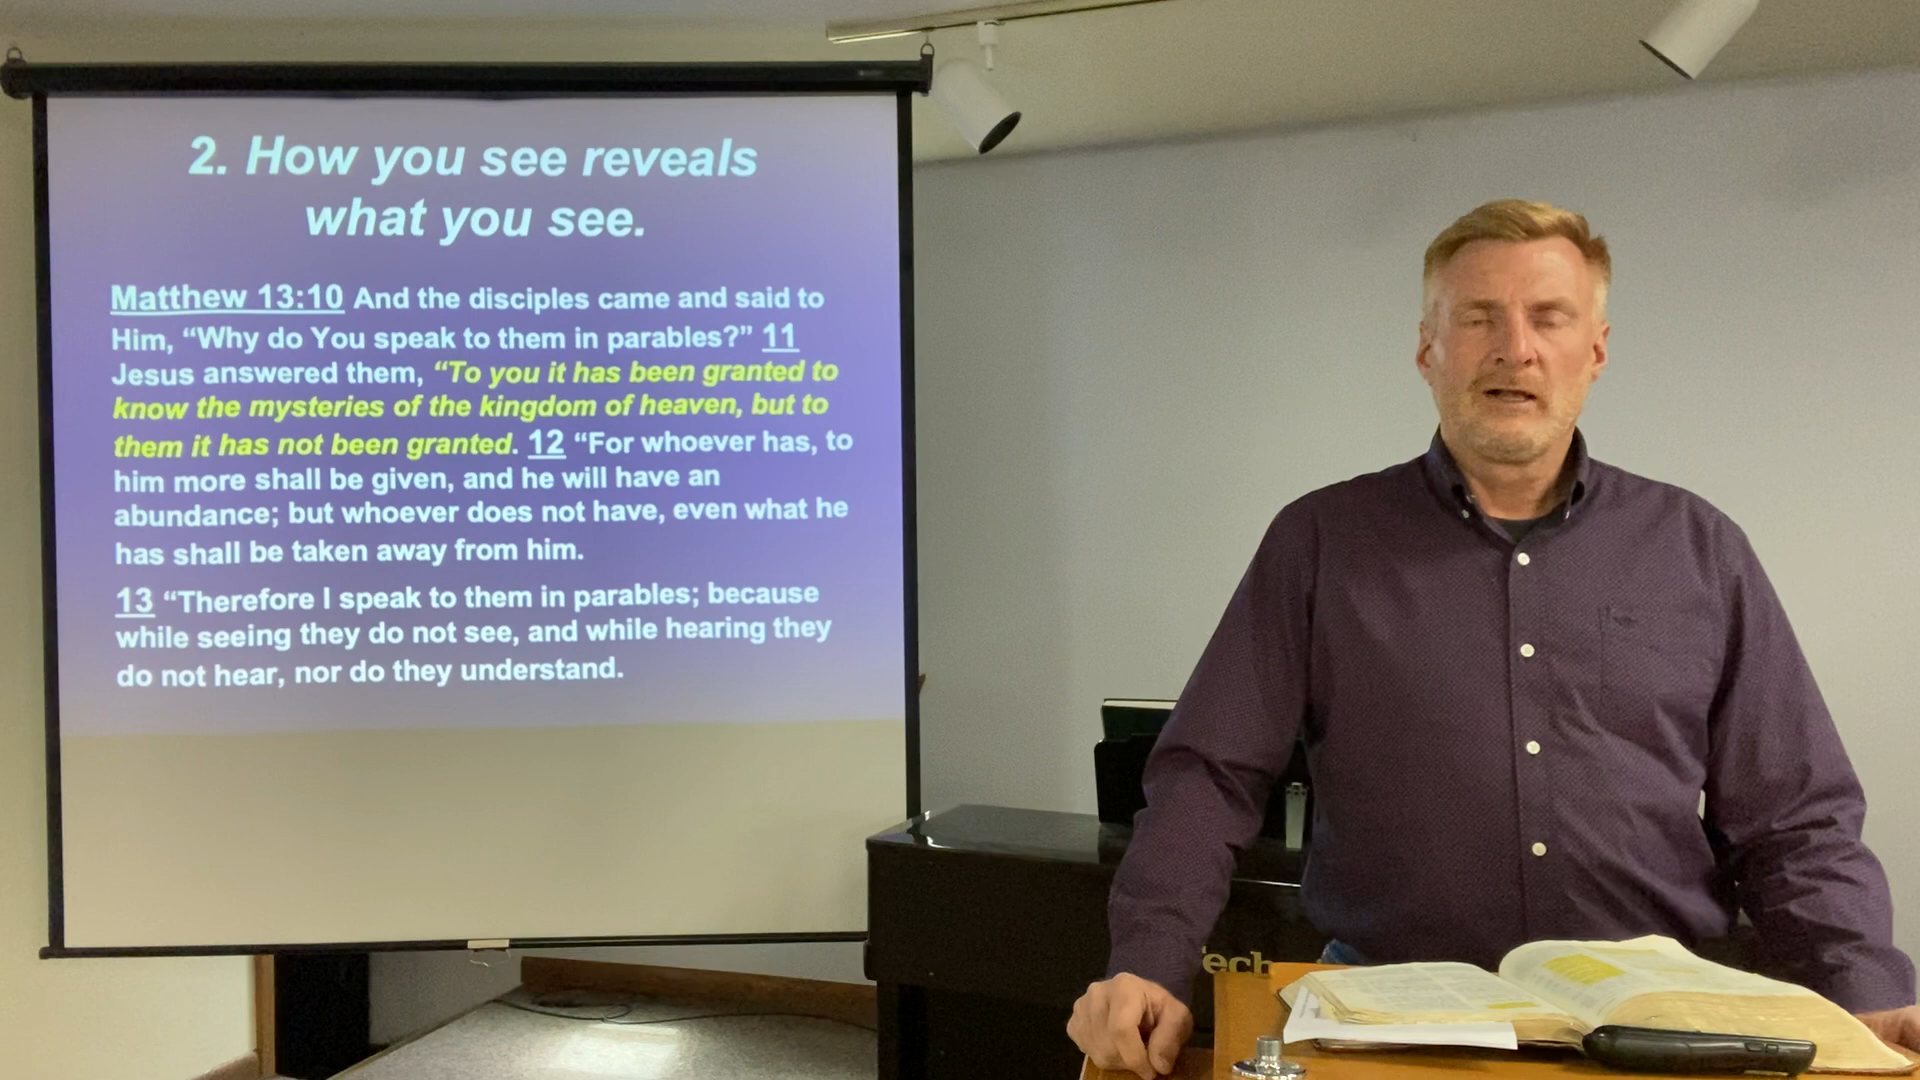 2. How you see reveals
what you see.
Matthew 13:10 And the disciples came and said to
Him, “Why do You speak to them in parables?” 11
Jesus answered them, “To you it has been granted to
know the mysteries of the kingdom of heaven, but to
them it has not been granted. 12 “For whoever has, to
him more shall be given, and he will have an
abundance; but whoever does not have, even what he
has shall be taken away from him.
13 “Therefore I speak to them in parables; because
while seeing they do not see, and while hearing they
do not hear, nor do they understand.